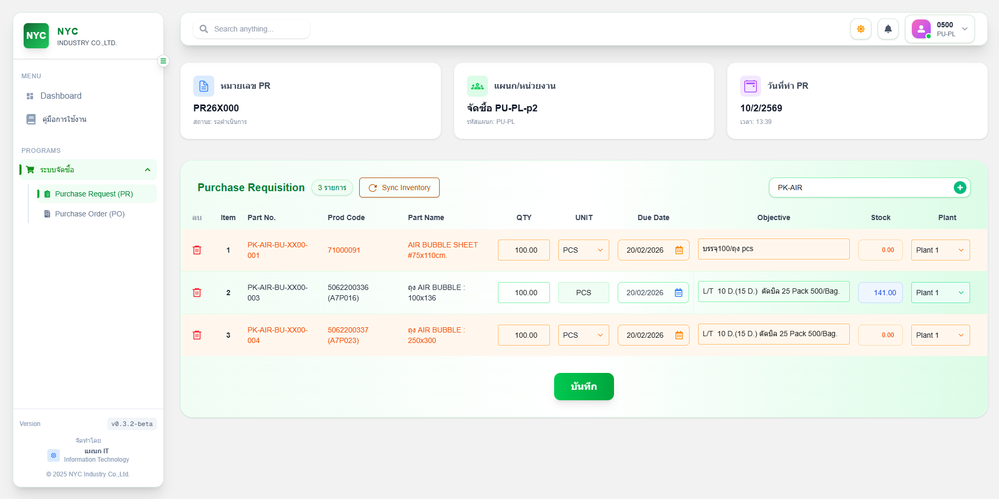 NYC
NYC
INDUSTRY CO.,LTD.
MENU
Dashboard
คู่มือการใช้งาน
PROGRAMS
ระบบจัดซื้อ
Purchase Request (PR)
Purchase Order (PO)
Version
v0.3.2-beta
จัดทำโดย
แผนก IT
Information Technology
© 2025 NYC Industry Co.,Ltd.
Search anything...
0500
PU-PL
หมายเลข PR
PR26X000
สถานะ: รอดำเนินการ
แผนก/หน่วยงาน
จัดซื้อ PU-PL-p2
รหัสแผนก: PU-PL
วันที่ทำ PR
10/2/2569
เวลา: 13:39
Purchase Requisition
3 รายการ
Sync Inventory
PK-AIR
ลบ Item Part No. Prod Code Part Name QTY UNIT Due Date Objective Stock Plant
1 PK-AIR-BU-XX00-001 71000091 AIR BUBBLE SHEET #75x110cm. 100.00 PCS 20/02/2026 บรรจุ100/ถุง pcs 0.00 Plant 1
2 PK-AIR-BU-XX00-003 5062200336 (A7P016) ถุง AIR BUBBLE : 100x136 100.00 PCS 20/02/2026 L/T  10 D.(15 D.)  ตัดบิล 25 Pack 500/Bag. 141.00 Plant 1
3 PK-AIR-BU-XX00-004 5062200337 (A7P023) ถุง AIR BUBBLE : 250x300 100.00 PCS 20/02/2026 L/T  10 D.(15 D.) ตัดบิล 25 Pack 500/Bag. 0.00 Plant 1
บันทึก